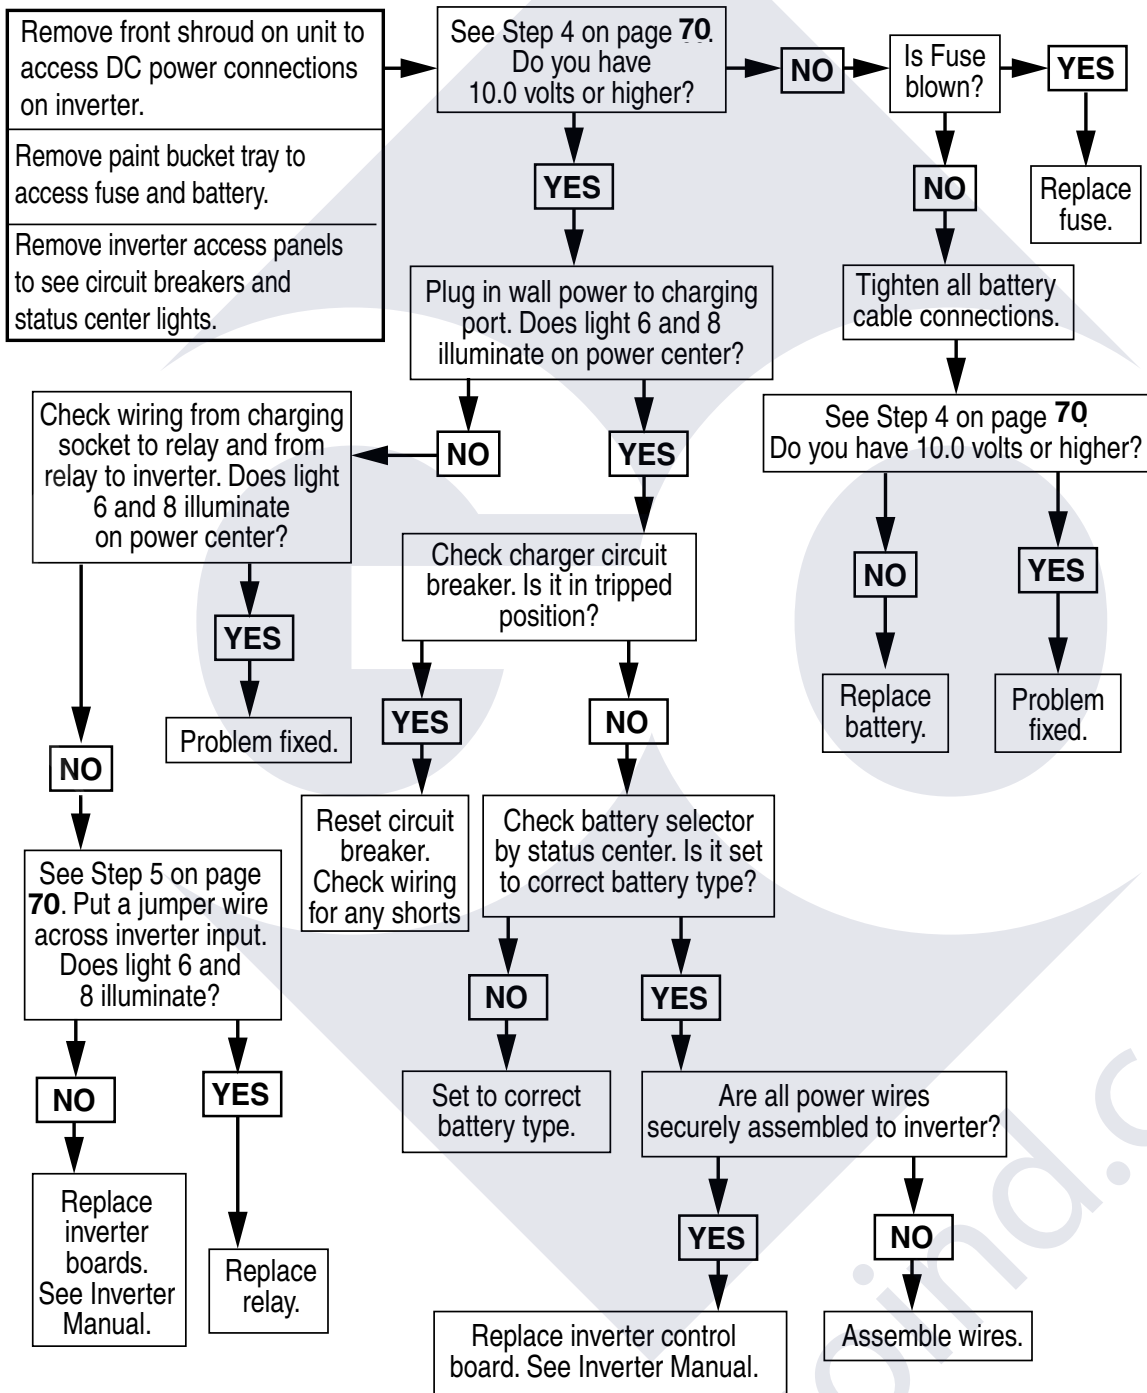 Remove front shroud on unit to
access DC power connections
on inverter.
Remove paint bucket tray to
access fuse and battery.
Remove inverter access panels
to see circuit breakers and
status center lights.
See Step 4 on page 70.
Do you have
10.0 volts or higher?
NO
Is Fuse
blown?
YES
YES
NO
Replace
fuse.
Plug in wall power to charging
port. Does light 6 and 8
illuminate on power center?
Tighten all battery
cable connections.
Check wiring from charging
socket to relay and from
relay to inverter. Does light
6 and 8 illuminate
on power center?
NO
YES
See Step 4 on page 70.
Do you have 10.0 volts or higher?
Check charger circuit
breaker. Is it in tripped
position?
NO
YES
YES
Problem fixed.
YES
NO
Replace
battery.
Problem
fixed.
NO
Reset circuit
breaker.
Check wiring
for any shorts
Check battery selector
by status center. Is it set
to correct battery type?
See Step 5 on page
70. Put a jumper wire
across inverter input.
Does light 6 and
8 illuminate?
NO
YES
NO
YES
Set to correct
battery type.
Are all power wires
securely assembled to inverter?
Replace
inverter
boards.
See Inverter
Manual.
Replace
relay.
YES
NO
Replace inverter control
board. See Inverter Manual.
Assemble wires.